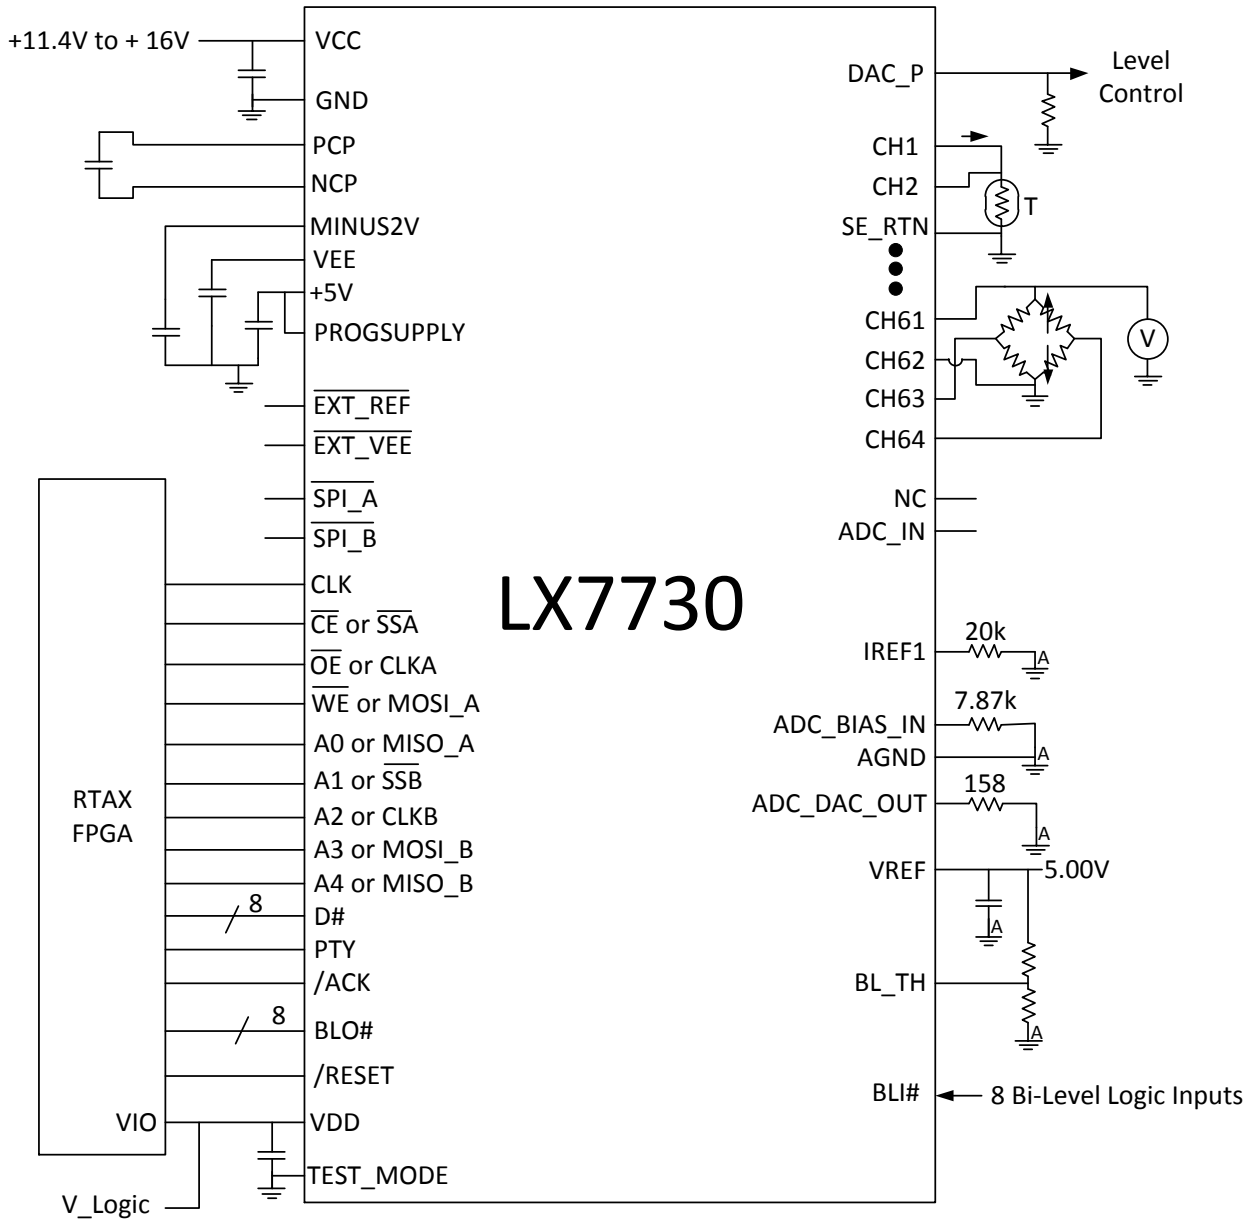 +11.4V to + 16V
VCC
GND
PCP
NCP
MINUS2V
VEE
+5V
PROGSUPPLY
EXT_REF
EXT_VEE
SPI_A
SPI_B
CLK
CE or SSA
OE or CLKA
WE or MOSI_A
A0 or MISO_A
A1 or SSB
A2 or CLKB
A3 or MOSI_B
A4 or MISO_B
8
D#
PTY
/ACK
8
BLO#
/RESET
VDD
TEST_MODE
RTAX
FPGA
VIO
V_Logic
LX7730
DAC_P
Level
Control
CH1
CH2
T
SE_RTN
CH61
V
CH62
CH63
CH64
NC
ADC_IN
IREF1
20k
A
ADC_BIAS_IN
7.87k
AGND
A
ADC_DAC_OUT
158
A
VREF
5.00V
A
BL_TH
A
BLI#
8 Bi-Level Logic Inputs